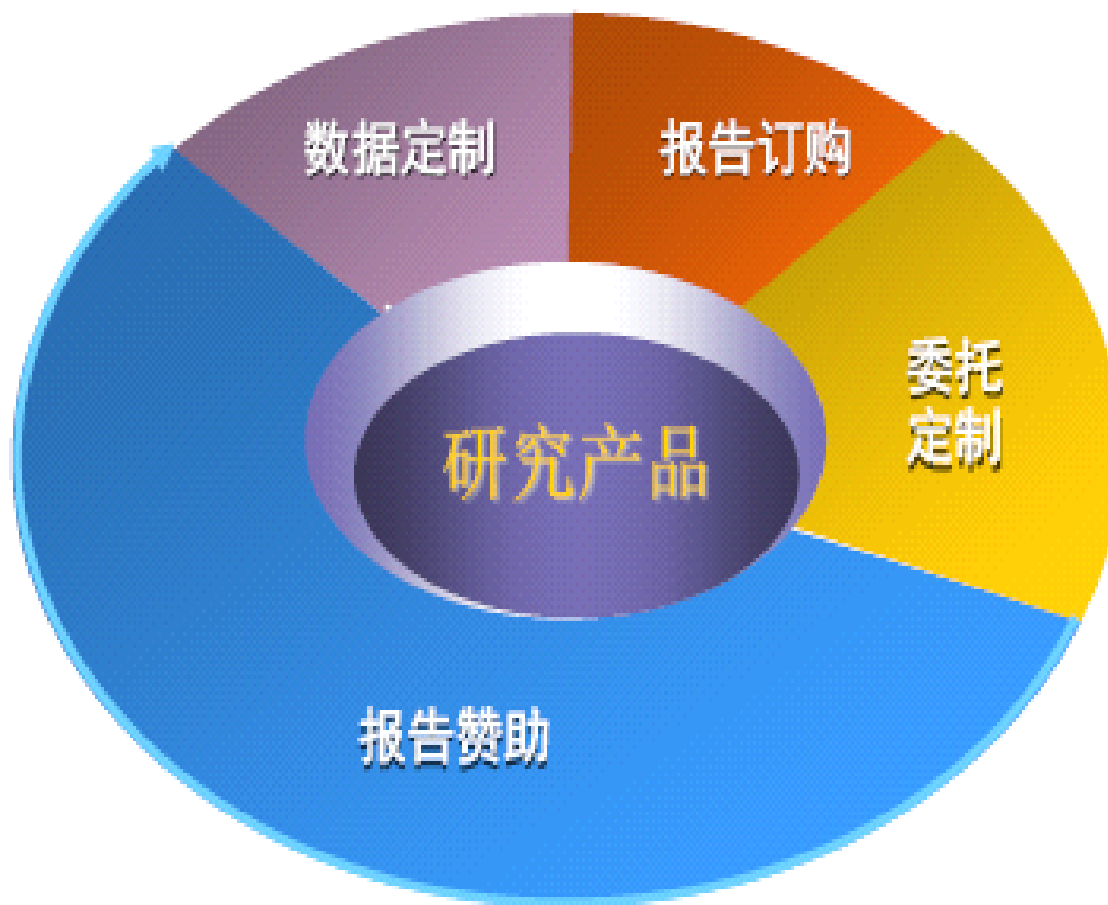 数据定制
报告订购
委托
定制
研究产品
报告赞助